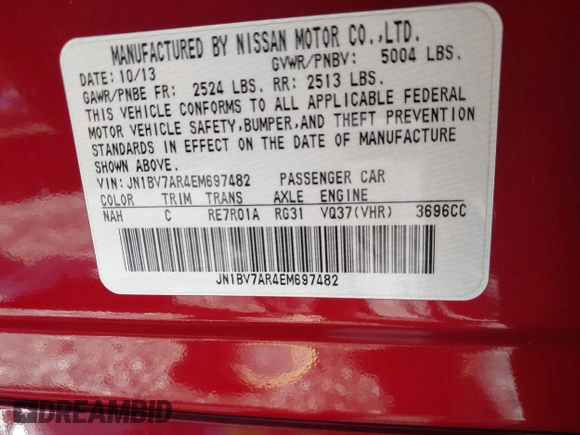 MANUFACTURED BY NISSAN MOTOR CO.,LTD.
DATE: 10/13 GVWR/PNBV: 5004 LBS.
GAWR/PNBE FR: 2524 LBS. RR: 2513 LBS.
THIS VEHICLE CONFORMS TO ALL APPLICABLE FEDERAL
MOTOR VEHICLE SAFETY,BUMPER,AND THEFT PREVENTION
STANDARDS IN EFFECT ON THE DATE OF MANUFACTURE
SHOWN ABOVE.
VIN: JN1BV7AR4EM697482 PASSENGER CAR
COLOR TRIM TRANS AXLE ENGINE
NAH C RE7R01A RG31 VQ37(VHR) 3696CC
JN1BV7AR4EM697482
DREAMBID